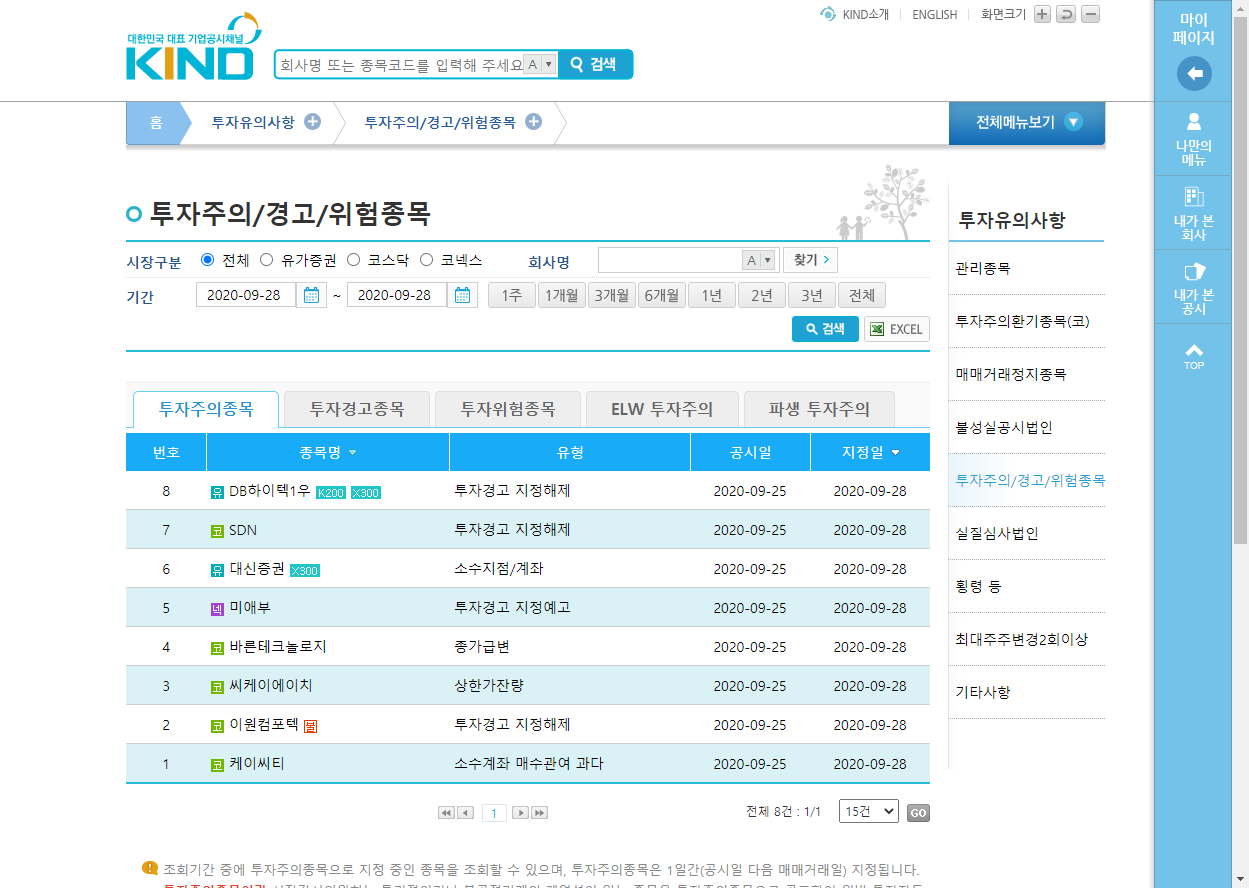 KIND소개 ENGLISH 화면크기
대한민국 대표 기업공시채널
KIND
회사명 또는 종목코드를 입력해 주세요 A 검색
홈 투자유의사항 투자주의/경고/위험종목 전체메뉴보기
투자주의/경고/위험종목
시장구분 전체 유가증권 코스닥 코넥스 회사명 A 찾기
기간 2020-09-28 ~ 2020-09-28 1주 1개월 3개월 6개월 1년 2년 3년 전체
검색 EXCEL
투자주의종목 투자경고종목 투자위험종목 ELW 투자주의 파생 투자주의
번호 종목명 유형 공시일 지정일
8 유 DB하이텍1우 K200 X300 투자경고 지정해제 2020-09-25 2020-09-28
7 코 SDN 투자경고 지정해제 2020-09-25 2020-09-28
6 유 대신증권 X300 소수지점/계좌 2020-09-25 2020-09-28
5 넥 미애부 투자경고 지정예고 2020-09-25 2020-09-28
4 코 바른테크놀로지 종가급변 2020-09-25 2020-09-28
3 코 씨케이에이치 상한가잔량 2020-09-25 2020-09-28
2 코 이원컴포텍 불 투자경고 지정해제 2020-09-25 2020-09-28
1 코 케이씨티 소수계좌 매수관여 과다 2020-09-25 2020-09-28
1 전체 8건 : 1/1 15건 GO
조회기간 중에 투자주의종목으로 지정 중인 종목을 조회할 수 있으며, 투자주의종목은 1일간(공시일 다음 매매거래일) 지정됩니다.
투자유의사항
관리종목
투자주의환기종목(코)
매매거래정지종목
불성실공시법인
투자주의/경고/위험종목
실질심사법인
횡령 등
최대주주변경2회이상
기타사항
마이
페이지
나만의
메뉴
내가 본
회사
내가 본
공시
TOP